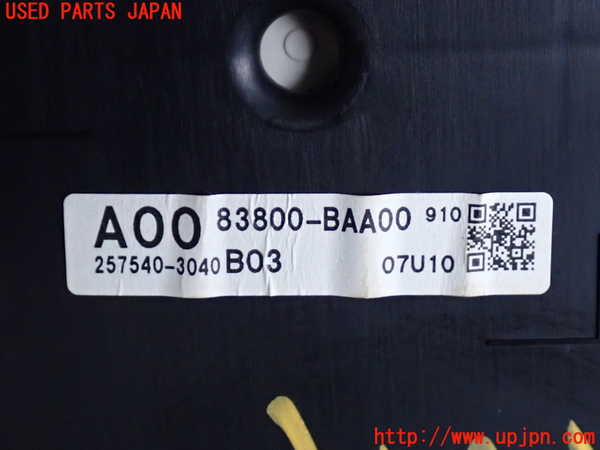 USED PARTS JAPAN
A00 83800-BAA00 910
257540-3040 B03 07U10
http://www.upjpn.com/